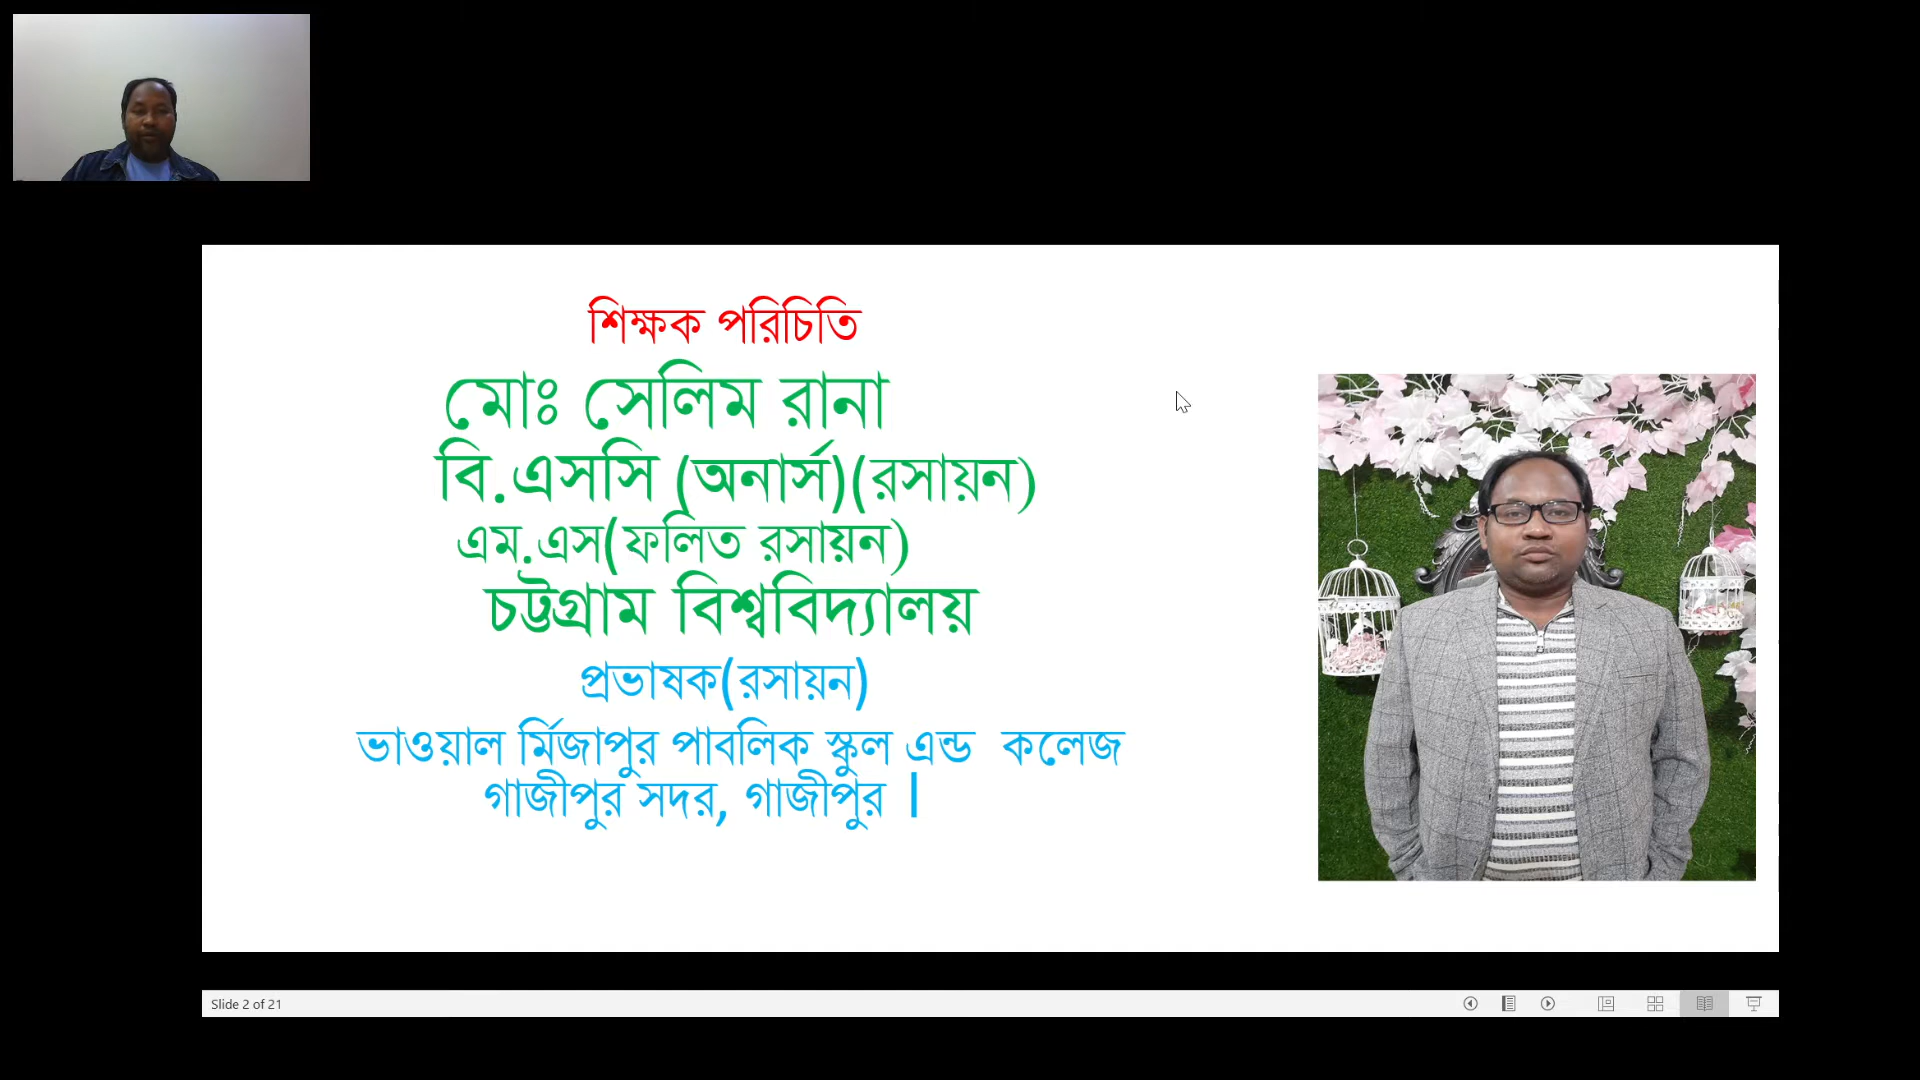 শিক্ষক পরিচিতি
মোঃ সেলিম রানা
বি.এসসি (অনার্স)(রসায়ন)
এম.এস(ফলিত রসায়ন)
চট্টগ্রাম বিশ্ববিদ্যালয়
প্রভাষক(রসায়ন)
ভাওয়াল র্মিজাপুর পাবলিক স্কুল এন্ড কলেজ
গাজীপুর সদর, গাজীপুর ।
Slide 2 of 21